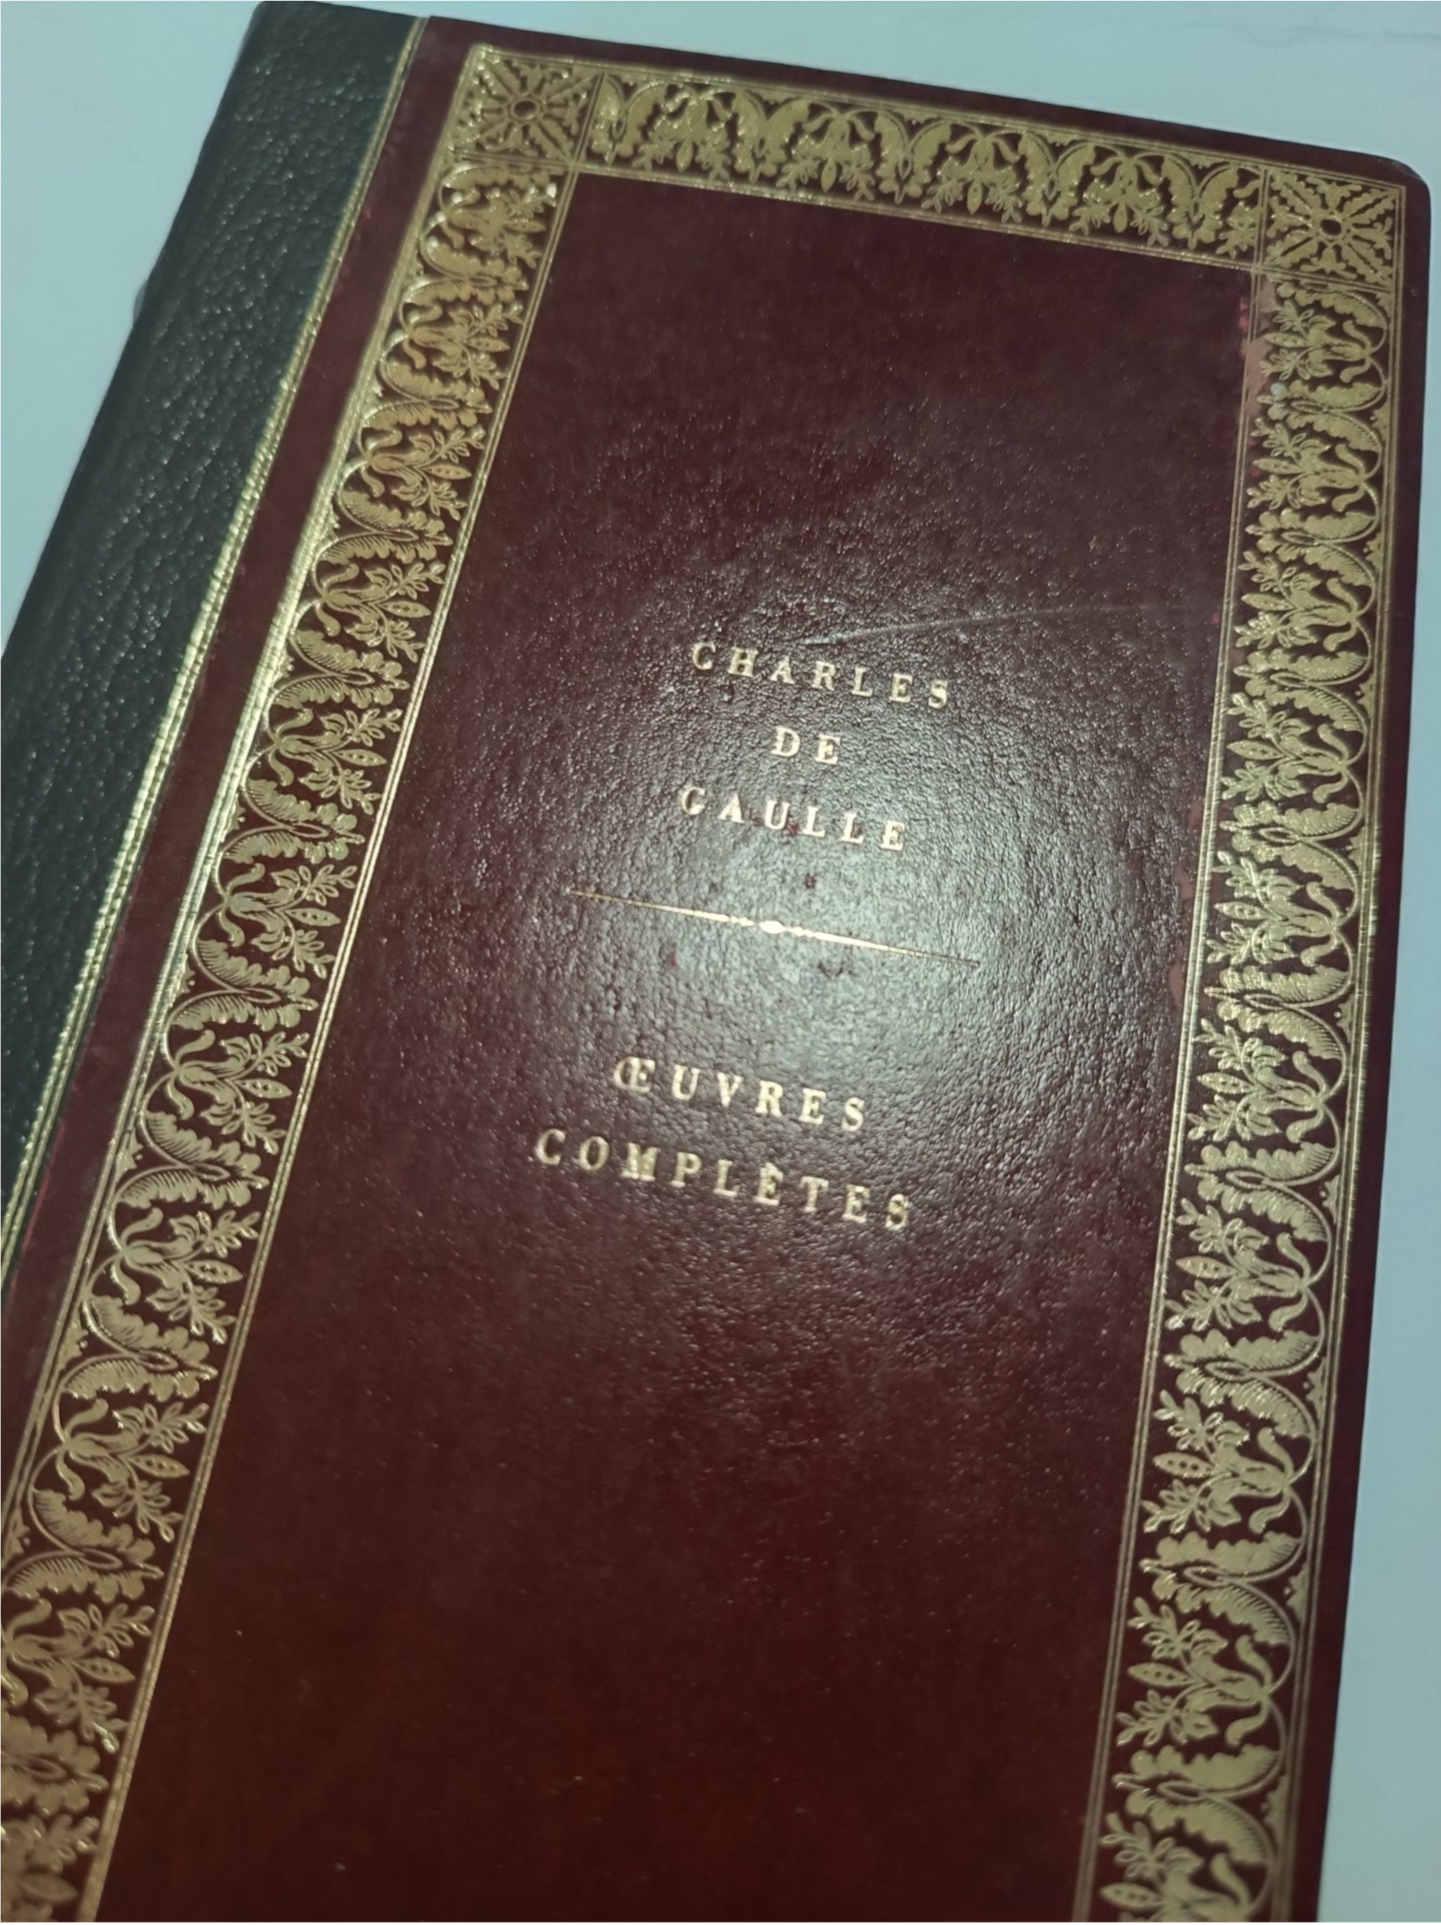 CHARLES
DE
GAULLE
ŒUVRES
COMPLÈTES